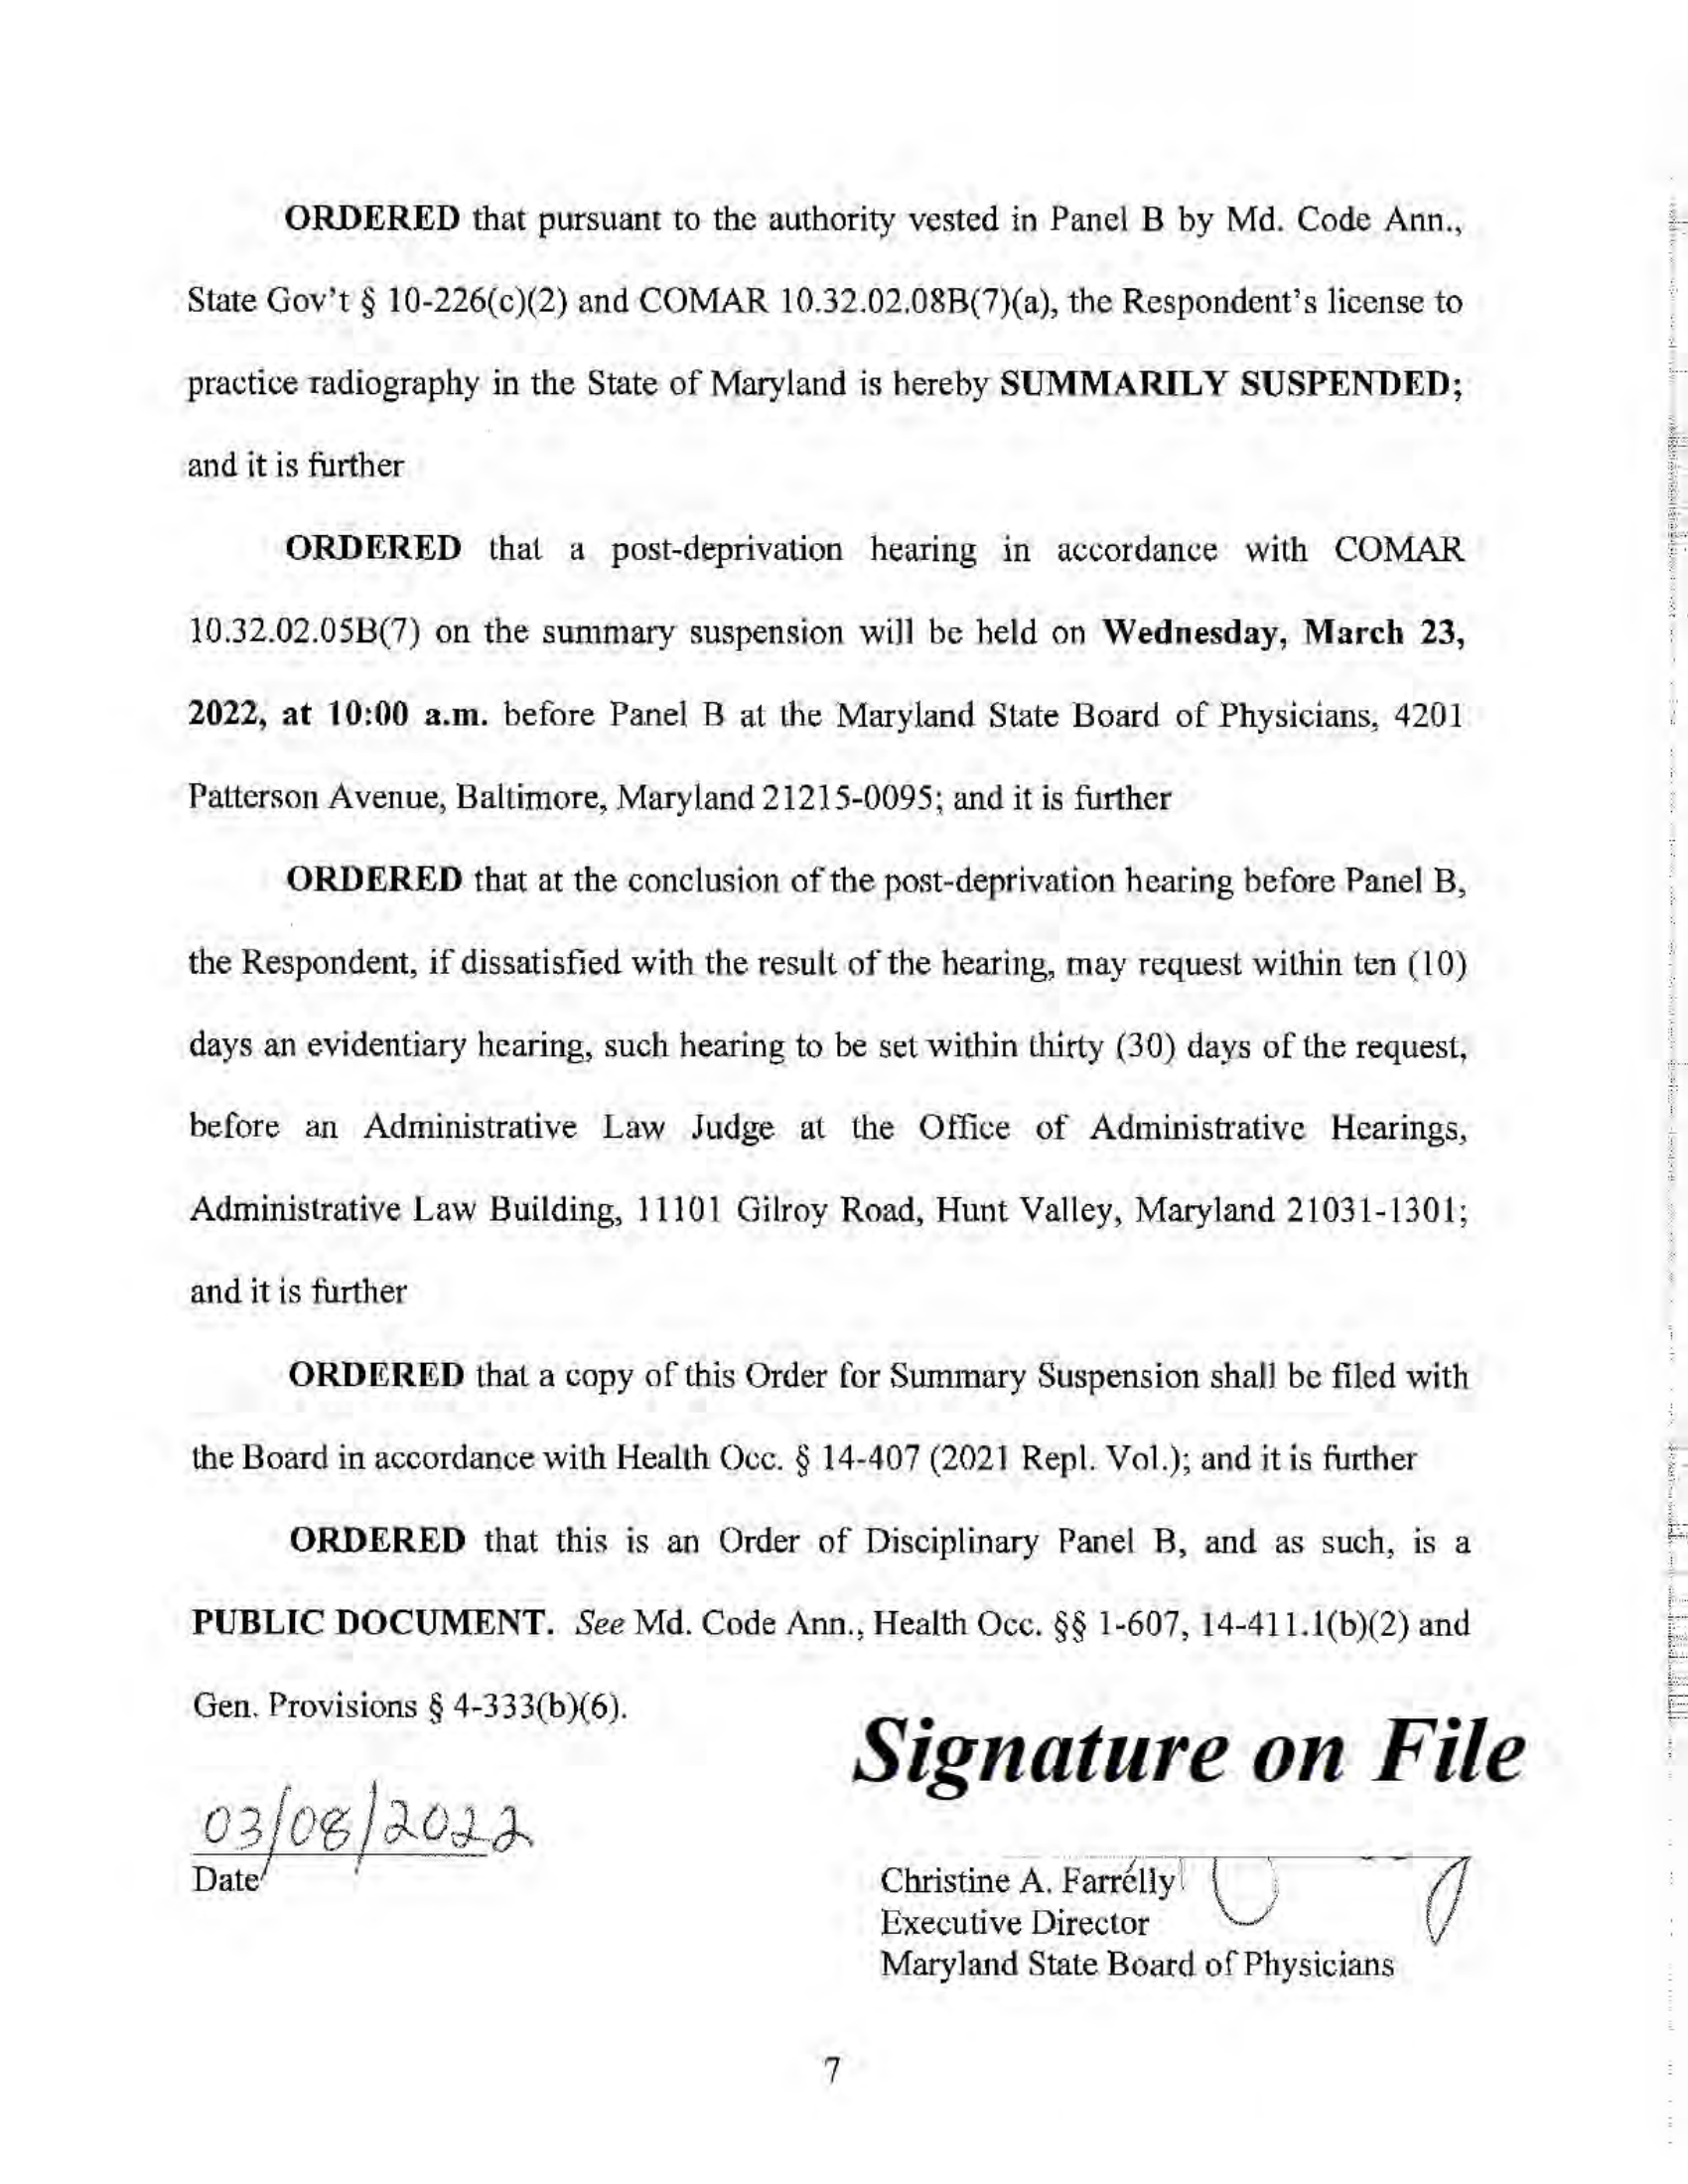 ORDERED that pursuant to the authority vested in Panel B by Md. Code Ann.,
State Gov't § 10-226(c)(2) and COMAR 10.32.02.08B(7)(a), the Respondent's license to
practice radiography in the State of Maryland is hereby SUMMARILY SUSPENDED;
and it is further
ORDERED that a post-deprivation hearing in accordance with COMAR
10.32.02.05B(7) on the summary suspension will be held on Wednesday, March 23,
2022, at 10:00 a.m. before Panel B at the Maryland State Board of Physicians, 4201
Patterson Avenue, Baltimore, Maryland 21215-0095; and it is further
ORDERED that at the conclusion of the post-deprivation hearing before Panel B,
the Respondent, if dissatisfied with the result of the hearing, may request within ten (10)
days an evidentiary hearing, such hearing to be set within thirty (30) days of the request,
before an Administrative Law Judge at the Office of Administrative Hearings,
Administrative Law Building, 11101 Gilroy Road, Hunt Valley, Maryland 21031-1301;
and it is further
ORDERED that a copy of this Order for Summary Suspension shall be filed with
the Board in accordance with Health Occ. § 14-407 (2021 Repl. Vol.); and it is further
ORDERED that this is an Order of Disciplinary Panel B, and as such, is a
PUBLIC DOCUMENT. See Md. Code Ann., Health Occ. §§ 1-607, 14-411.1(b)(2) and
Gen. Provisions § 4-333(b)(6).
Signature on File
03/08/2022
Date
Christine A. Farrelly
Executive Director
Maryland State Board of Physicians
7